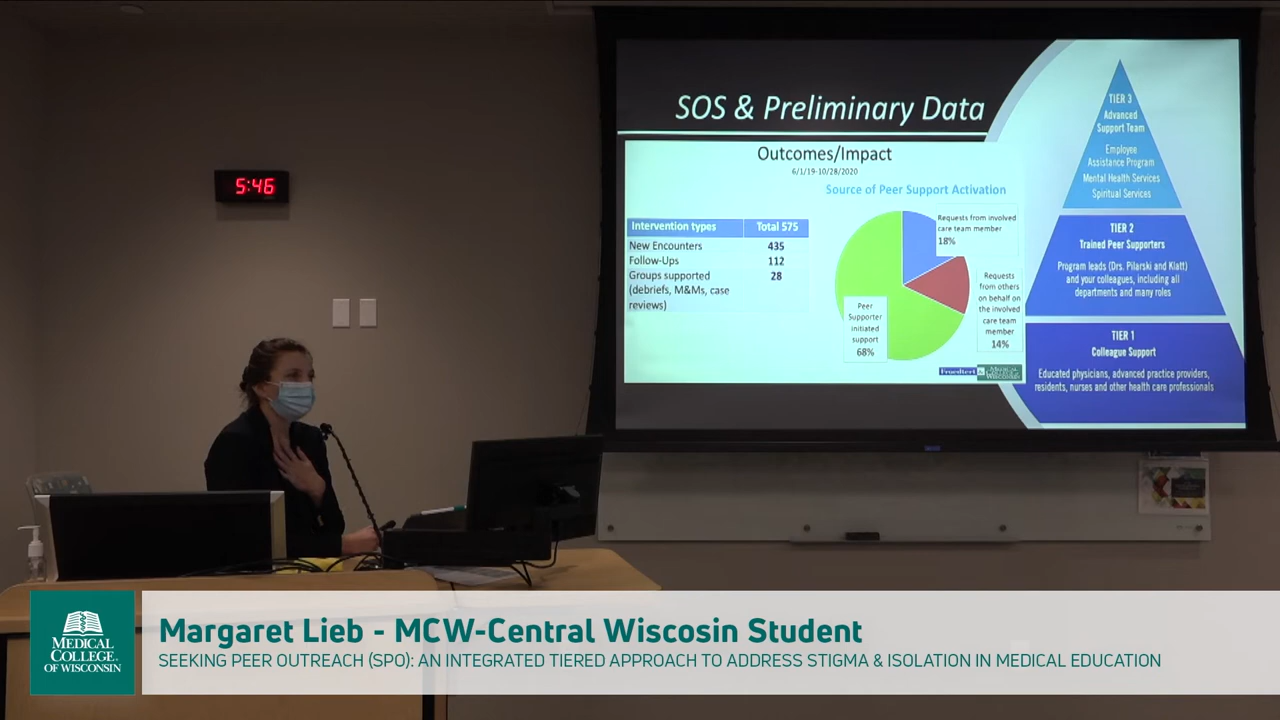 SOS & Preliminary Data
Outcomes/Impact
6/1/19-10/28/2020
Source of Peer Support Activation
Intervention types Total 575
New Encounters 435
Follow-Ups 112
Groups supported 28
(debriefs, M&Ms, case
reviews)
Requests from involved
care team member
18%
Requests
from others
on behalf on
the involved
care team
member
14%
Peer
Supporter
initiated
support
68%
Froedtert &
MEDICAL
COLLEGE OF
WISCONSIN
TIER 3
Advanced
Support Team
Employee
Assistance Program
Mental Health Services
Spiritual Services
TIER 2
Trained Peer Supporters
Program leads (Drs. Pilarski and Klatt)
and your colleagues, including all
departments and many roles
TIER 1
Colleague Support
Educated physicians, advanced practice providers,
residents, nurses and other health care professionals
5:46
MEDICAL
COLLEGE
OF WISCONSIN
Margaret Lieb - MCW-Central Wiscosin Student
SEEKING PEER OUTREACH (SPO): AN INTEGRATED TIERED APPROACH TO ADDRESS STIGMA & ISOLATION IN MEDICAL EDUCATION